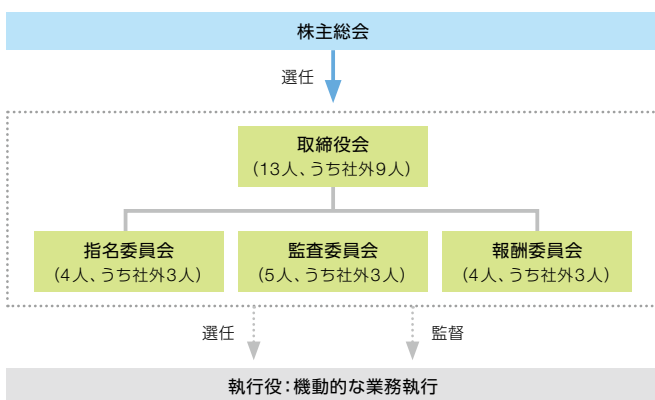 株主総会
選任
取締役会
（13人、うち社外9人）
指名委員会
（4人、うち社外3人）
監査委員会
（5人、うち社外3人）
報酬委員会
（4人、うち社外3人）
選任
監督
執行役：機動的な業務執行